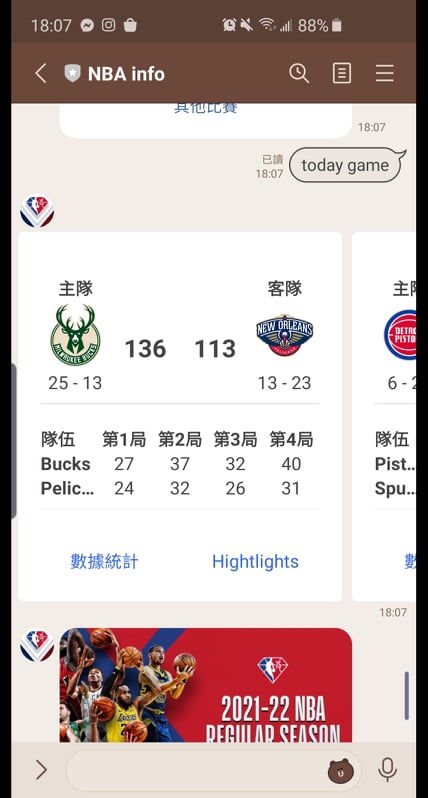 18:07 88%
NBA info
其他比賽
18:07
已讀
18:07 today game
主隊 客隊 主隊
MILWAUKEE BUCKS NEW ORLEANS PELICANS DETROIT PISTONS
136 113
25 - 13 13 - 23 6 - 2
隊伍 第1局 第2局 第3局 第4局 隊伍
Bucks 27 37 32 40 Pist...
Pelic... 24 32 26 31 Spu...
數據統計 Hightlights 數
18:07
2021-22 NBA
REGULAR SEASON